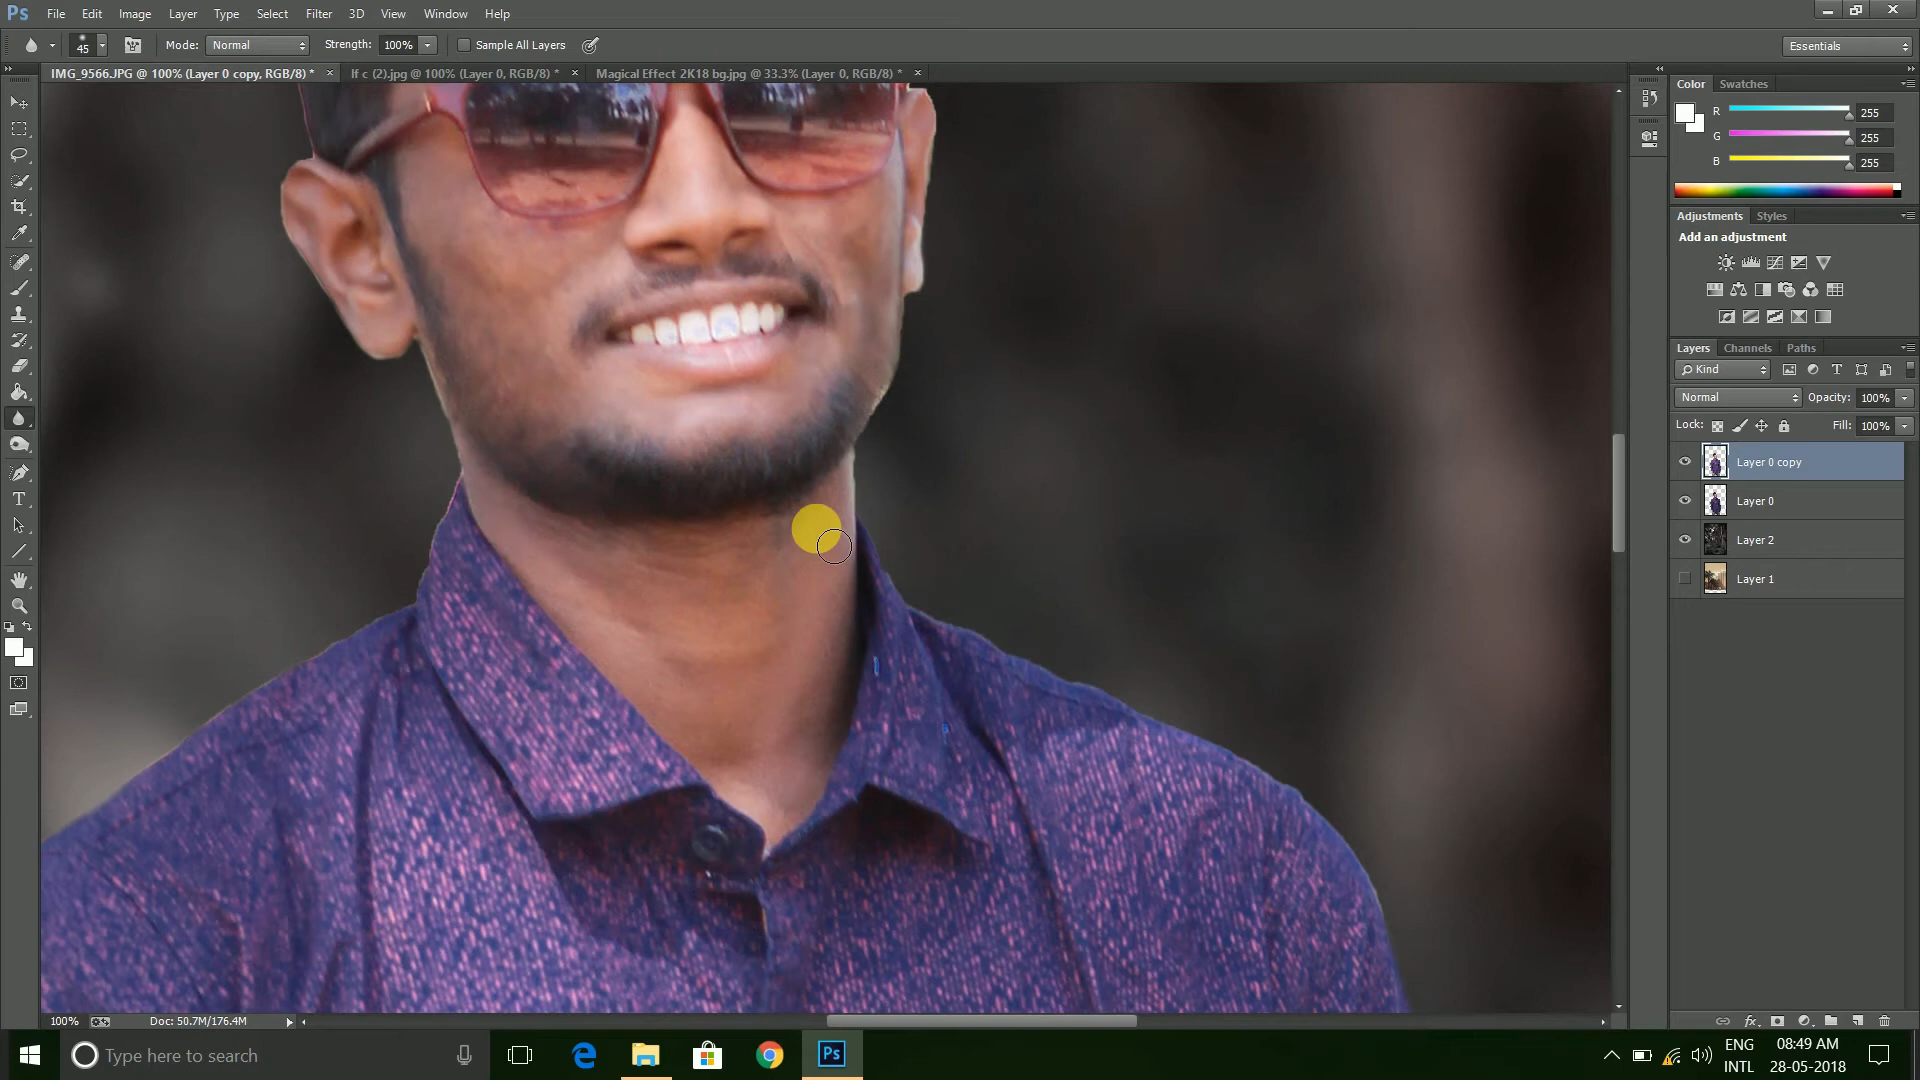 Ps File Edit Image Layer Type Select Filter 3D View Window Help
45 Mode: Normal Strength: 100% Sample All Layers Essentials
IMG_9566.JPG @ 100% (Layer 0 copy, RGB/8) * × If c (2).jpg @ 100% (Layer 0, RGB/8) * × Magical Effect 2K18 bg.jpg @ 33.3% (Layer 0, RGB/8) * ×
Color Swatches
R 255
G 255
B 255
Adjustments Styles
Add an adjustment
Layers Channels Paths
Kind
Normal Opacity: 100%
Lock: Fill: 100%
Layer 0 copy
Layer 0
Layer 2
Layer 1
100% Doc: 50.7M/176.4M
Type here to search
Ps
ENG 08:49 AM
INTL 28-05-2018